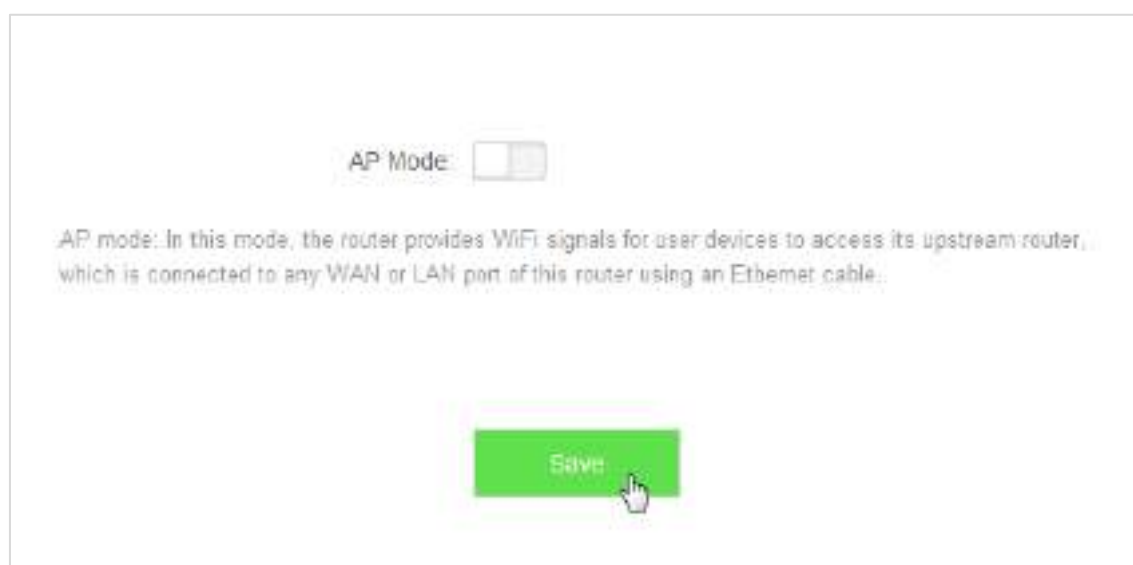 AP Mode:
AP mode: In this mode, the router provides WiFi signals for user devices to access its upstream router,
which is connected to any WAN or LAN port of this router using an Ethernet cable.
Save